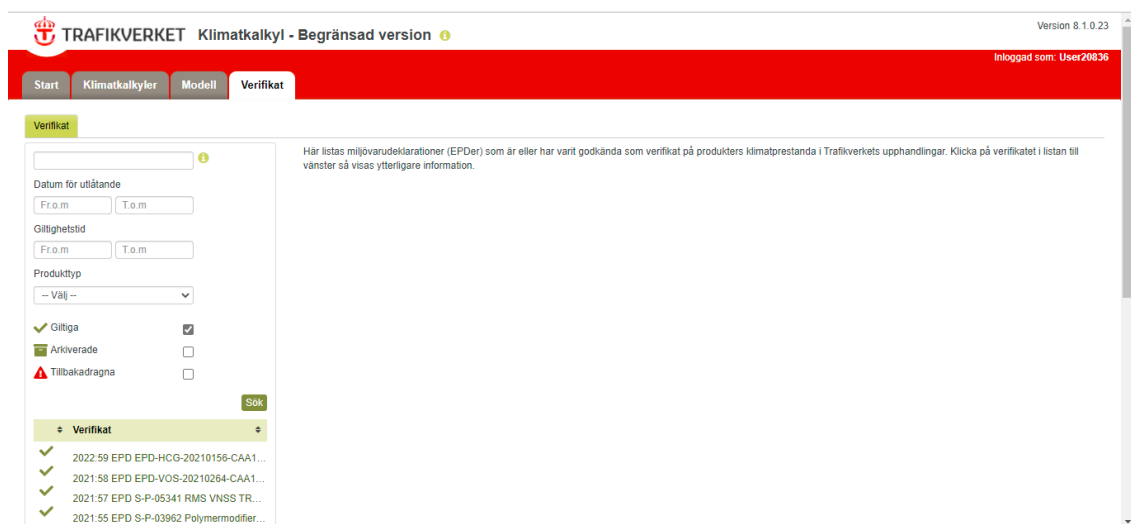 Version 8.1.0.23
TRAFIKVERKET Klimatkalkyl - Begränsad version
Inloggad som: User20836
Start Klimatkalkyler Modell Verifikat
Verifikat
Här listas miljövarudeklarationer (EPDer) som är eller har varit godkända som verifikat på produkters klimatprestanda i Trafikverkets upphandlingar. Klicka på verifikatet i listan till
vänster så visas ytterligare information.
Datum för utlåtande
Fr.o.m T.o.m
Giltighetstid
Fr.o.m T.o.m
Produkttyp
-- Välj --
Giltiga
Arkiverade
Tillbakadragna
Sök
Verifikat
2022:59 EPD EPD-HCG-20210156-CAA1...
2021:58 EPD EPD-VOS-20210264-CAA1...
2021:57 EPD S-P-05341 RMS VNSS TR...
2021:55 EPD S-P-03962 Polymermodifier...